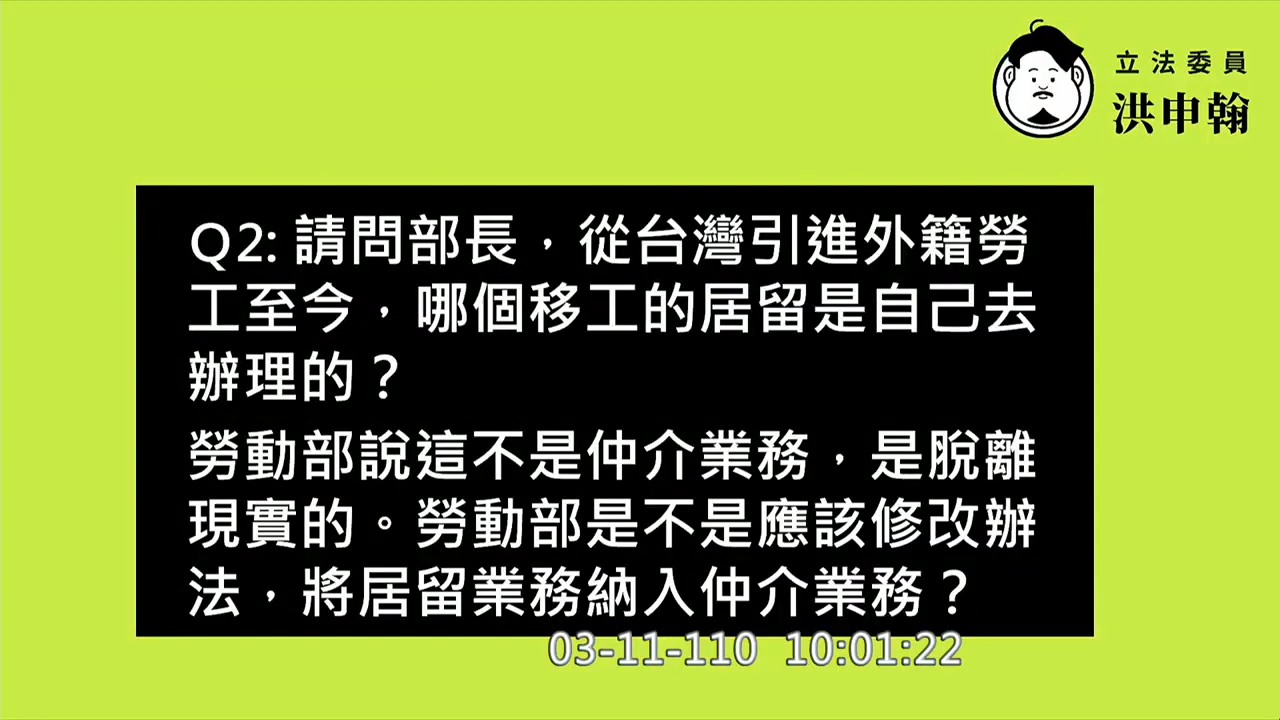 立法委員
洪申翰
Q2: 請問部長，從台灣引進外籍勞
工至今，哪個移工的居留是自己去
辦理的？
勞動部說這不是仲介業務，是脫離
現實的。勞動部是不是應該修改辦
法，將居留業務納入仲介業務？
03-11-110 10:01:22